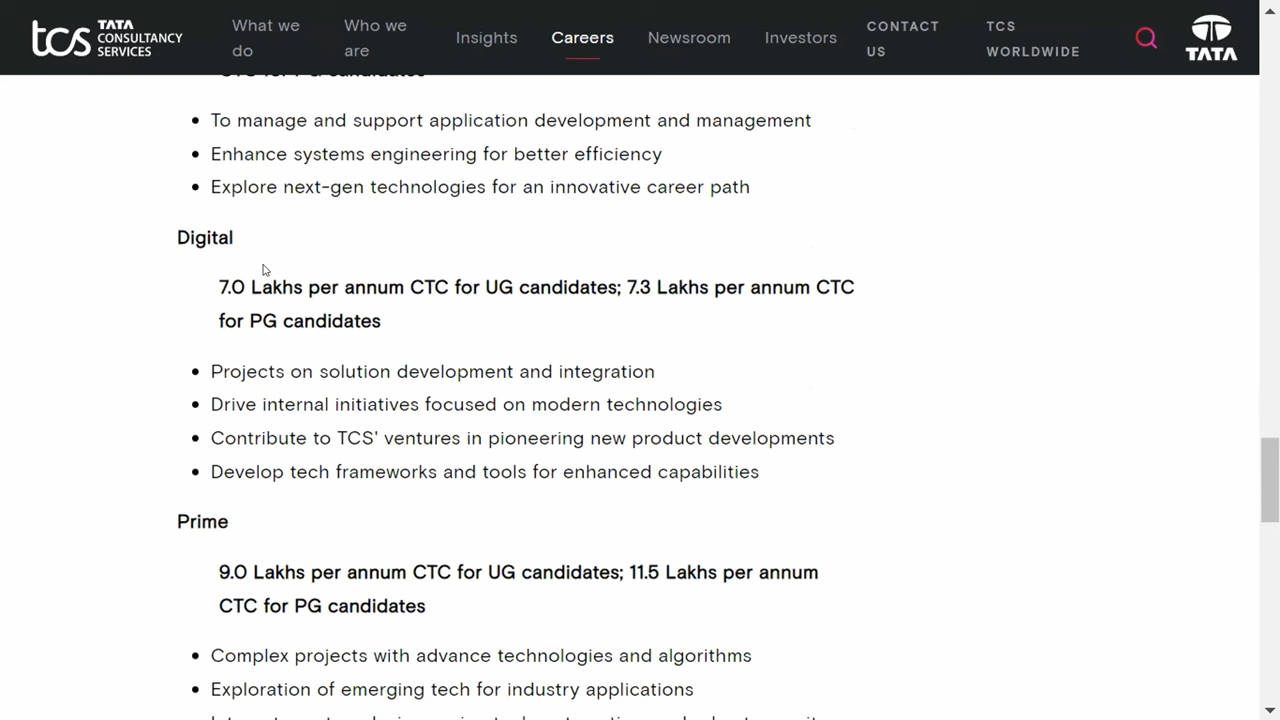 tcs TATA CONSULTANCY SERVICES
What we do
Who we are
Insights
Careers
Newsroom
Investors
CONTACT US
TCS WORLDWIDE
TATA
CTC for PG candidates
To manage and support application development and management
Enhance systems engineering for better efficiency
Explore next-gen technologies for an innovative career path
Digital
7.0 Lakhs per annum CTC for UG candidates; 7.3 Lakhs per annum CTC
for PG candidates
Projects on solution development and integration
Drive internal initiatives focused on modern technologies
Contribute to TCS' ventures in pioneering new product developments
Develop tech frameworks and tools for enhanced capabilities
Prime
9.0 Lakhs per annum CTC for UG candidates; 11.5 Lakhs per annum
CTC for PG candidates
Complex projects with advance technologies and algorithms
Exploration of emerging tech for industry applications